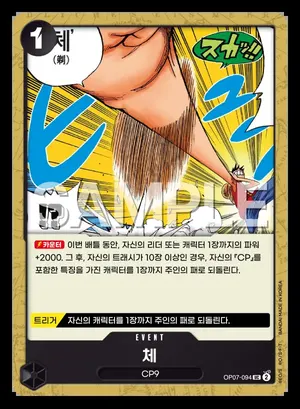 1
체
(剃)
スカッ!!
SAMPLE
카운터 이번 배틀 동안, 자신의 리더 또는 캐릭터 1장까지의 파워
+2000. 그 후, 자신의 트래시가 10장 이상인 경우, 자신의 『CP』를
포함한 특징을 가진 캐릭터를 1장까지 주인의 패로 되돌린다.
트리거 자신의 캐릭터를 1장까지 주인의 패로 되돌린다.
EVENT
체
CP9
OP07-094 UC 2